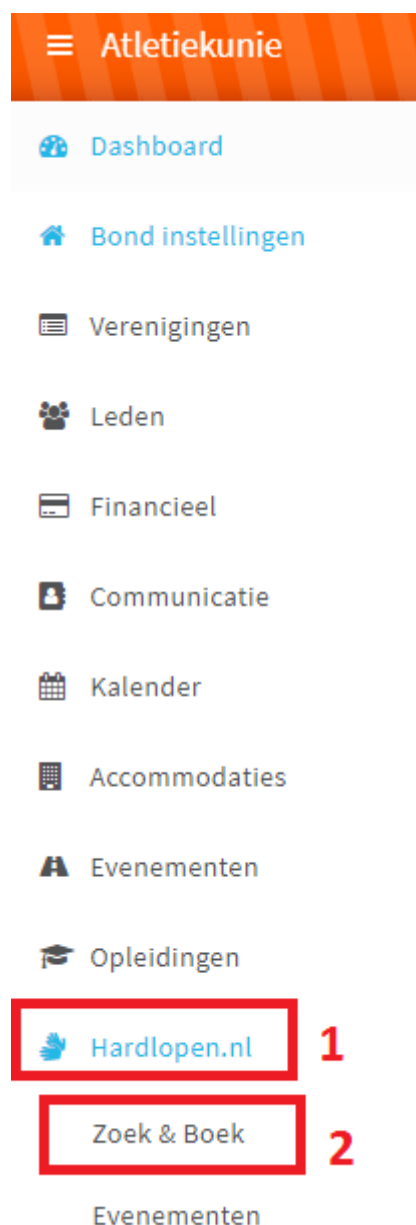 Atletiekunie
Dashboard
Bond instellingen
Verenigingen
Leden
Financieel
Communicatie
Kalender
Accommodaties
Evenementen
Opleidingen
Hardlopen.nl 1
Zoek & Boek 2
Evenementen